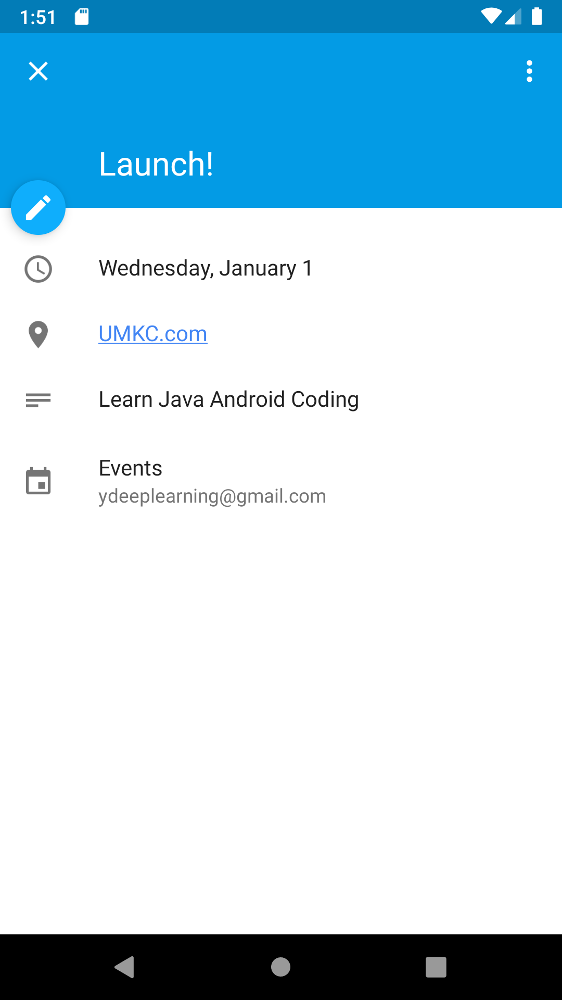 1:51
Launch!
Wednesday, January 1
UMKC.com
Learn Java Android Coding
Events
ydeeplearning@gmail.com